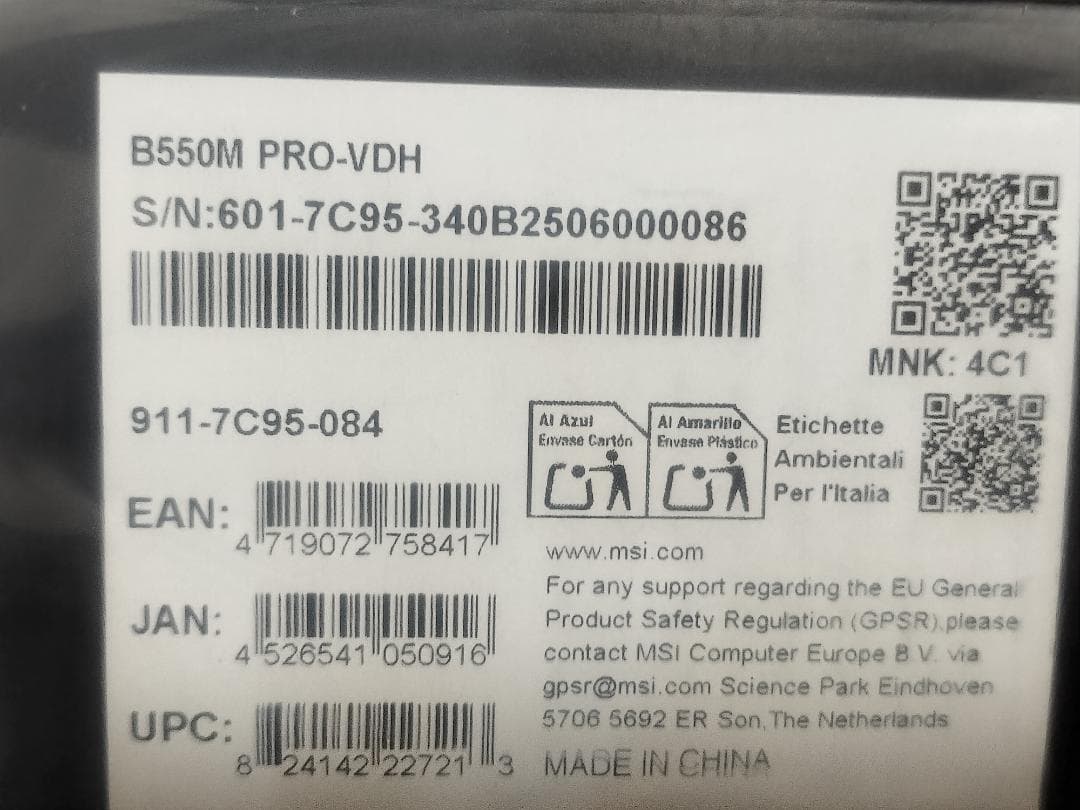 B550M PRO-VDH
S/N:601-7C95-340B2506000086
MNK: 4C1
911-7C95-084
Al Azul
Envase Cartón
Al Amarillo
Envase Plástico
Etichette
Ambientali
Per l'Italia
EAN:
4 719072 758417
JAN:
4 526541 050916
UPC:
8 24142 22721 3
www.msi.com
For any support regarding the EU General
Product Safety Regulation (GPSR),please
contact MSI Computer Europe B.V. via
gpsr@msi.com Science Park Eindhoven
5706 5692 ER Son,The Netherlands
MADE IN CHINA